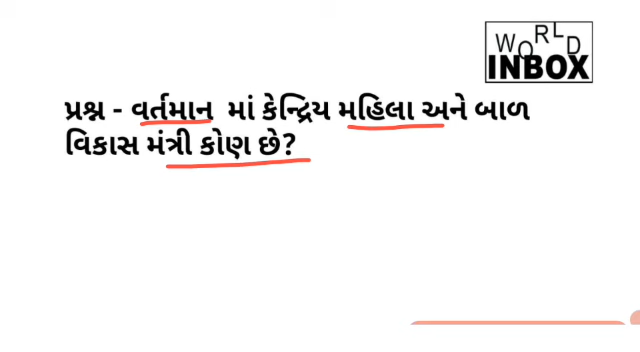 WORLD
INBOX
પ્રશ્ન - વર્તમાન માં કેન્દ્રિય મહિલા અને બાળ
વિકાસ મંત્રી કોણ છે?